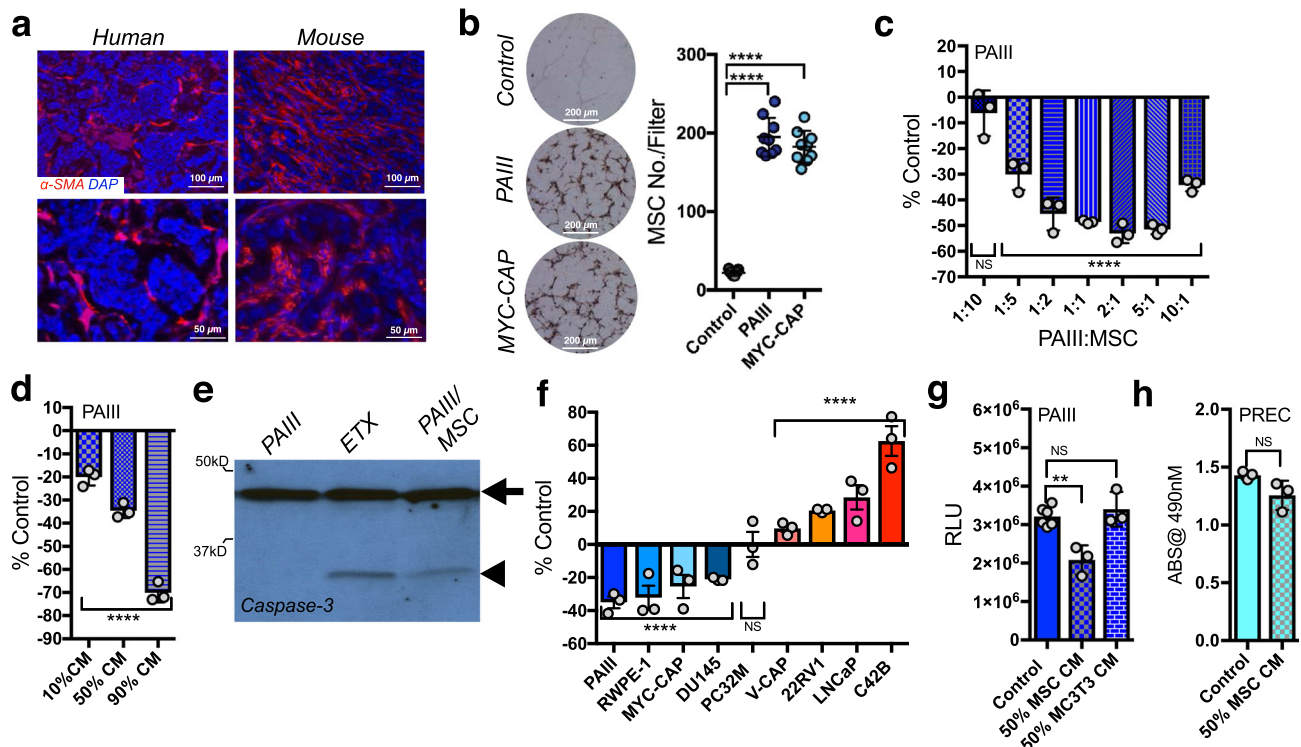 a
Human
Mouse
α-SMA DAP
100 µm
100 µm
50 µm
50 µm
b
Control
PAIII
MYC-CAP
200 µm
200 µm
200 µm
MSC No./Filter
300
200
100
0
****
****
Control
PAIII
MYC-CAP
c
PAIII
% Control
20
10
0
-10
-20
-30
-40
-50
-60
-70
NS
****
1:10
1:5
1:2
1:1
2:1
5:1
10:1
PAIII:MSC
d
PAIII
% Control
10
0
-10
-20
-30
-40
-50
-60
-70
-80
-90
****
10%CM
50% CM
90% CM
e
PAIII
ETX
PAIII/
MSC
50kD
37kD
Caspase-3
f
% Control
80
60
40
20
0
-20
-40
-60
****
****
NS
PAIII
RWPE-1
MYC-CAP
DU145
PC32M
V-CAP
22RV1
LNCaP
C42B
g
PAIII
RLU
6×10⁶
5×10⁶
4×10⁶
3×10⁶
2×10⁶
1×10⁶
0
NS
**
Control
50% MSC CM
50% MC3T3 CM
h
PREC
ABS@ 490nM
2.0
1.5
1.0
0.5
0.0
NS
Control
50% MSC CM